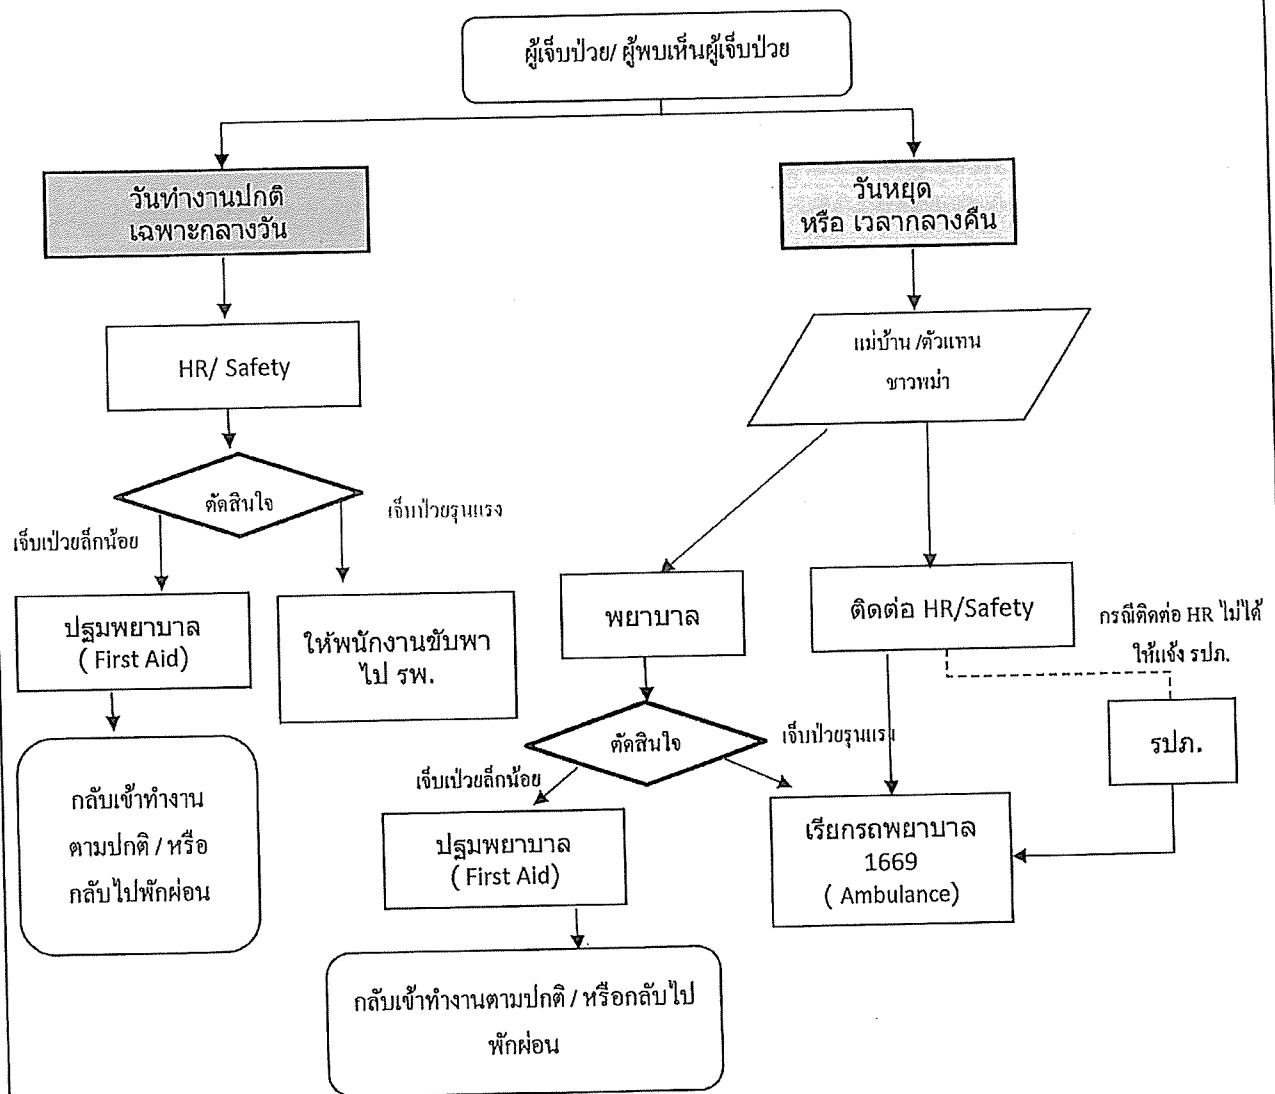 ผู้เจ็บป่วย/ ผู้พบเห็นผู้เจ็บป่วย
วันทำงานปกติ
เฉพาะกลางวัน
วันหยุด
หรือ เวลากลางคืน
HR/ Safety
แม่บ้าน /ตัวแทน
ชาวพม่า
ตัดสินใจ
เจ็บป่วยรุนแรง
เจ็บเป่วยล็กน้อย
ปฐมพยาบาล
( First Aid)
ให้พนักงานขับพา
ไป รพ.
พยาบาล
ติดต่อ HR/Safety
กรณีติดต่อ HR ไม่ได้
ให้แจ้ง รปภ.
กลับเข้าทำงาน
ตามปกติ / หรือ
กลับไปพักผ่อน
ตัดสินใจ
เจ็บป่วยรุนแรง
รปภ.
เจ็บเป่วยล็กน้อย
ปฐมพยาบาล
( First Aid)
เรียกรถพยาบาล
1669
( Ambulance)
กลับเข้าทำงานตามปกติ / หรือกลับไป
พักผ่อน